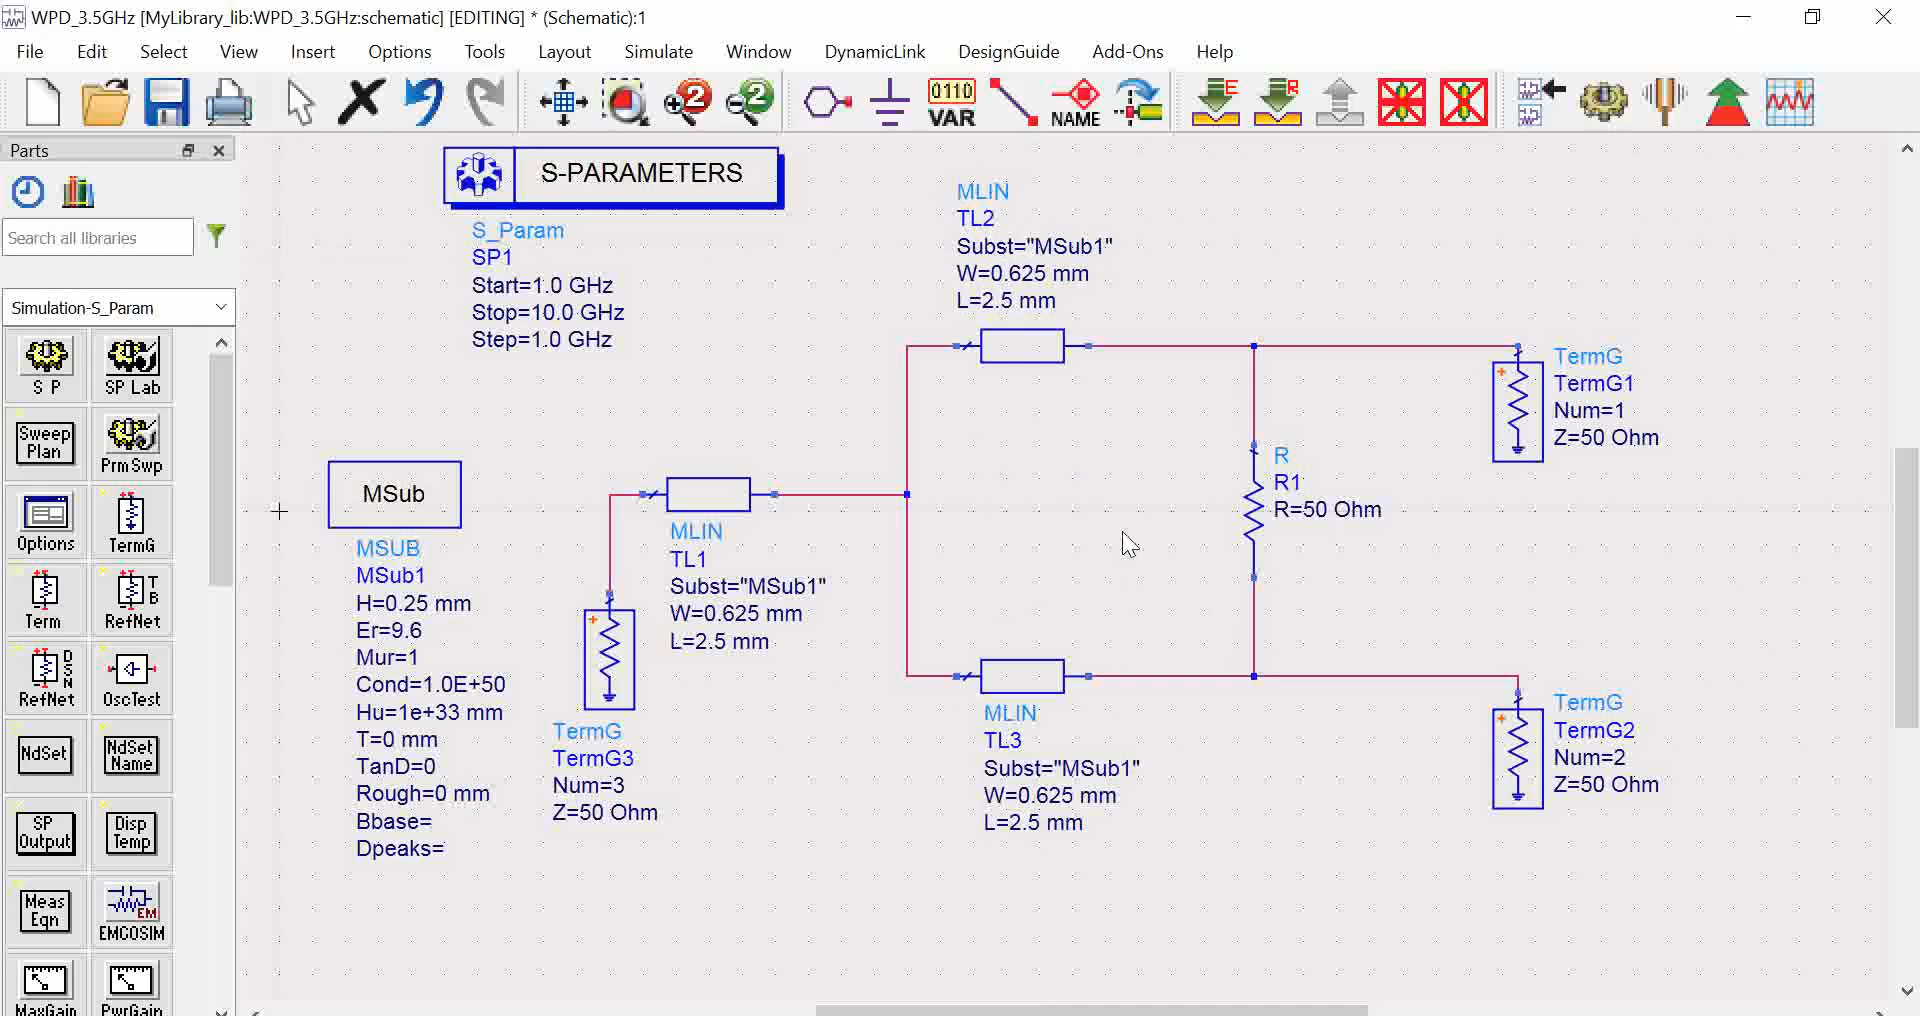 WPD_3.5GHz [MyLibrary_lib:WPD_3.5GHz:schematic] [EDITING] * (Schematic):1
File Edit Select View Insert Options Tools Layout Simulate Window DynamicLink DesignGuide Add-Ons Help
0110
VAR
NAME
E
R
Parts
Search all libraries
Simulation-S_Param
S P
SP Lab
Sweep
Plan
Prm Swp
Options
TermG
Term
T
B
RefNet
D
S
N
RefNet
OscTest
NdSet
NdSet
Name
SP
Output
Disp
Temp
Meas
Eqn
EM
EMCOSIM
MaxGain
PwrGain
S-PARAMETERS
S_Param
SP1
Start=1.0 GHz
Stop=10.0 GHz
Step=1.0 GHz
MSub
MSUB
MSub1
H=0.25 mm
Er=9.6
Mur=1
Cond=1.0E+50
Hu=1e+33 mm
T=0 mm
TanD=0
Rough=0 mm
Bbase=
Dpeaks=
TermG
TermG3
Num=3
Z=50 Ohm
MLIN
TL1
Subst="MSub1"
W=0.625 mm
L=2.5 mm
MLIN
TL2
Subst="MSub1"
W=0.625 mm
L=2.5 mm
MLIN
TL3
Subst="MSub1"
W=0.625 mm
L=2.5 mm
R
R1
R=50 Ohm
TermG
TermG1
Num=1
Z=50 Ohm
TermG
TermG2
Num=2
Z=50 Ohm